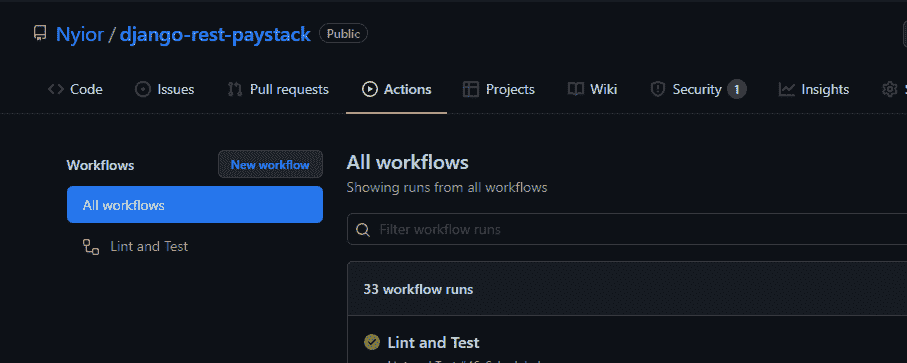 Nyior / django-rest-paystack Public
Code Issues Pull requests Actions Projects Wiki Security 1 Insights
Workflows New workflow
All workflows
Lint and Test
All workflows
Showing runs from all workflows
Filter workflow runs
33 workflow runs
Lint and Test